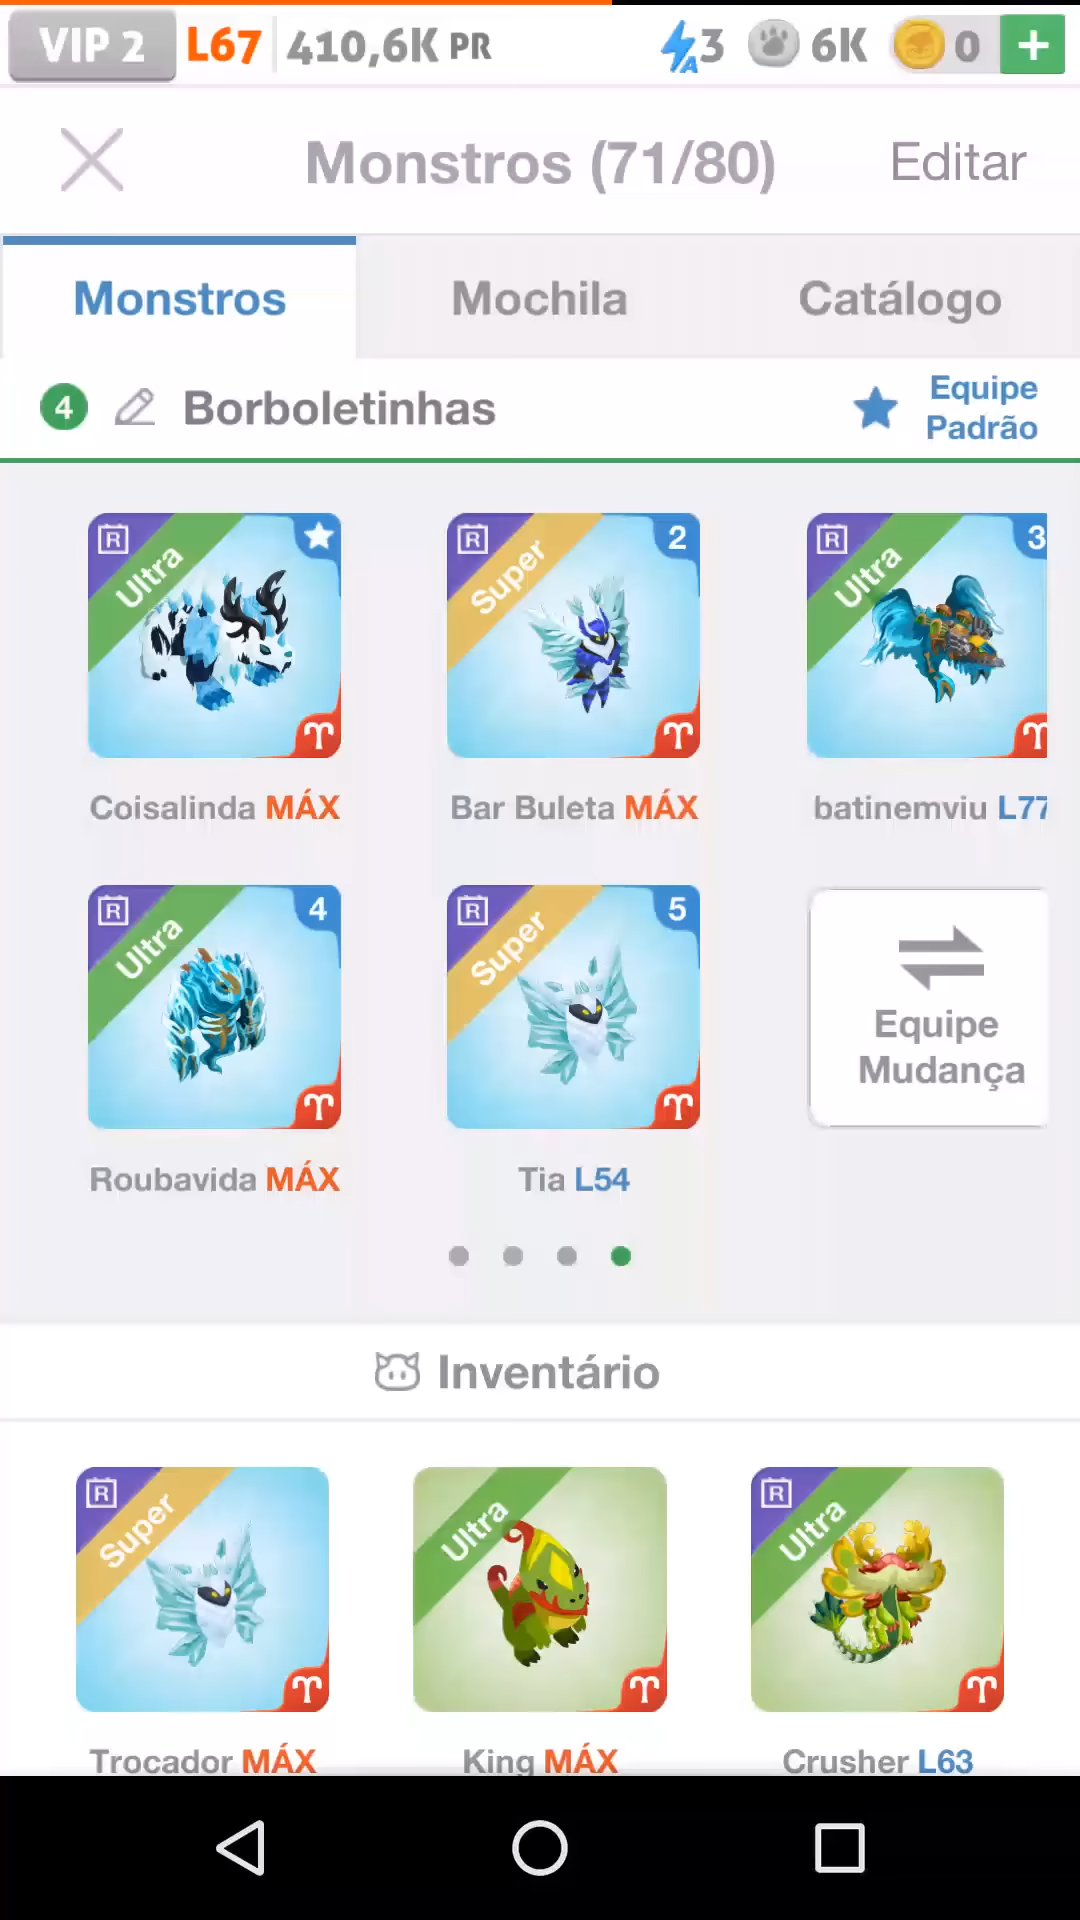 VIP 2 L67 410,6K PR A 3 6K 0 +
Monstros (71/80) Editar
Monstros Mochila Catálogo
4 Borboletinhas Equipe
Padrão
R Ultra
R Super 2
R Ultra 3
Coisalinda MÁX Bar Buleta MÁX batinemviu L77
R Ultra 4
R Super 5
Equipe
Mudança
Roubavida MÁX Tia L54
Inventário
R Super
Ultra
R Ultra
Trocador MÁX King MÁX Crusher L63